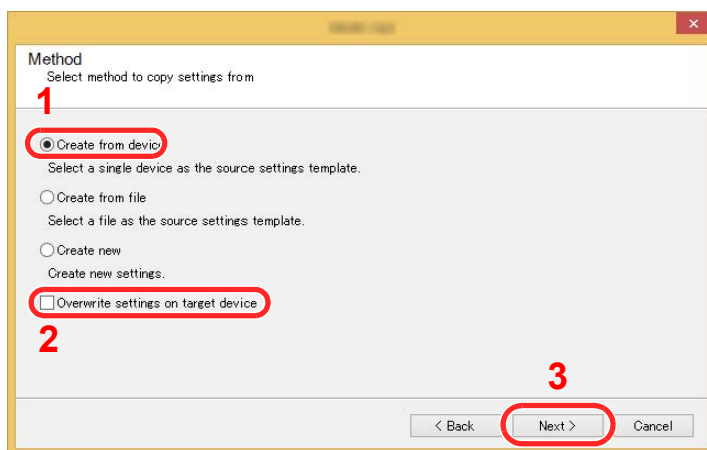 Method
Select method to copy settings from
1
Create from device
Select a single device as the source settings template.
Create from file
Select a file as the source settings template.
Create new
Create new settings.
Overwrite settings on target device
2
3
< Back Next > Cancel